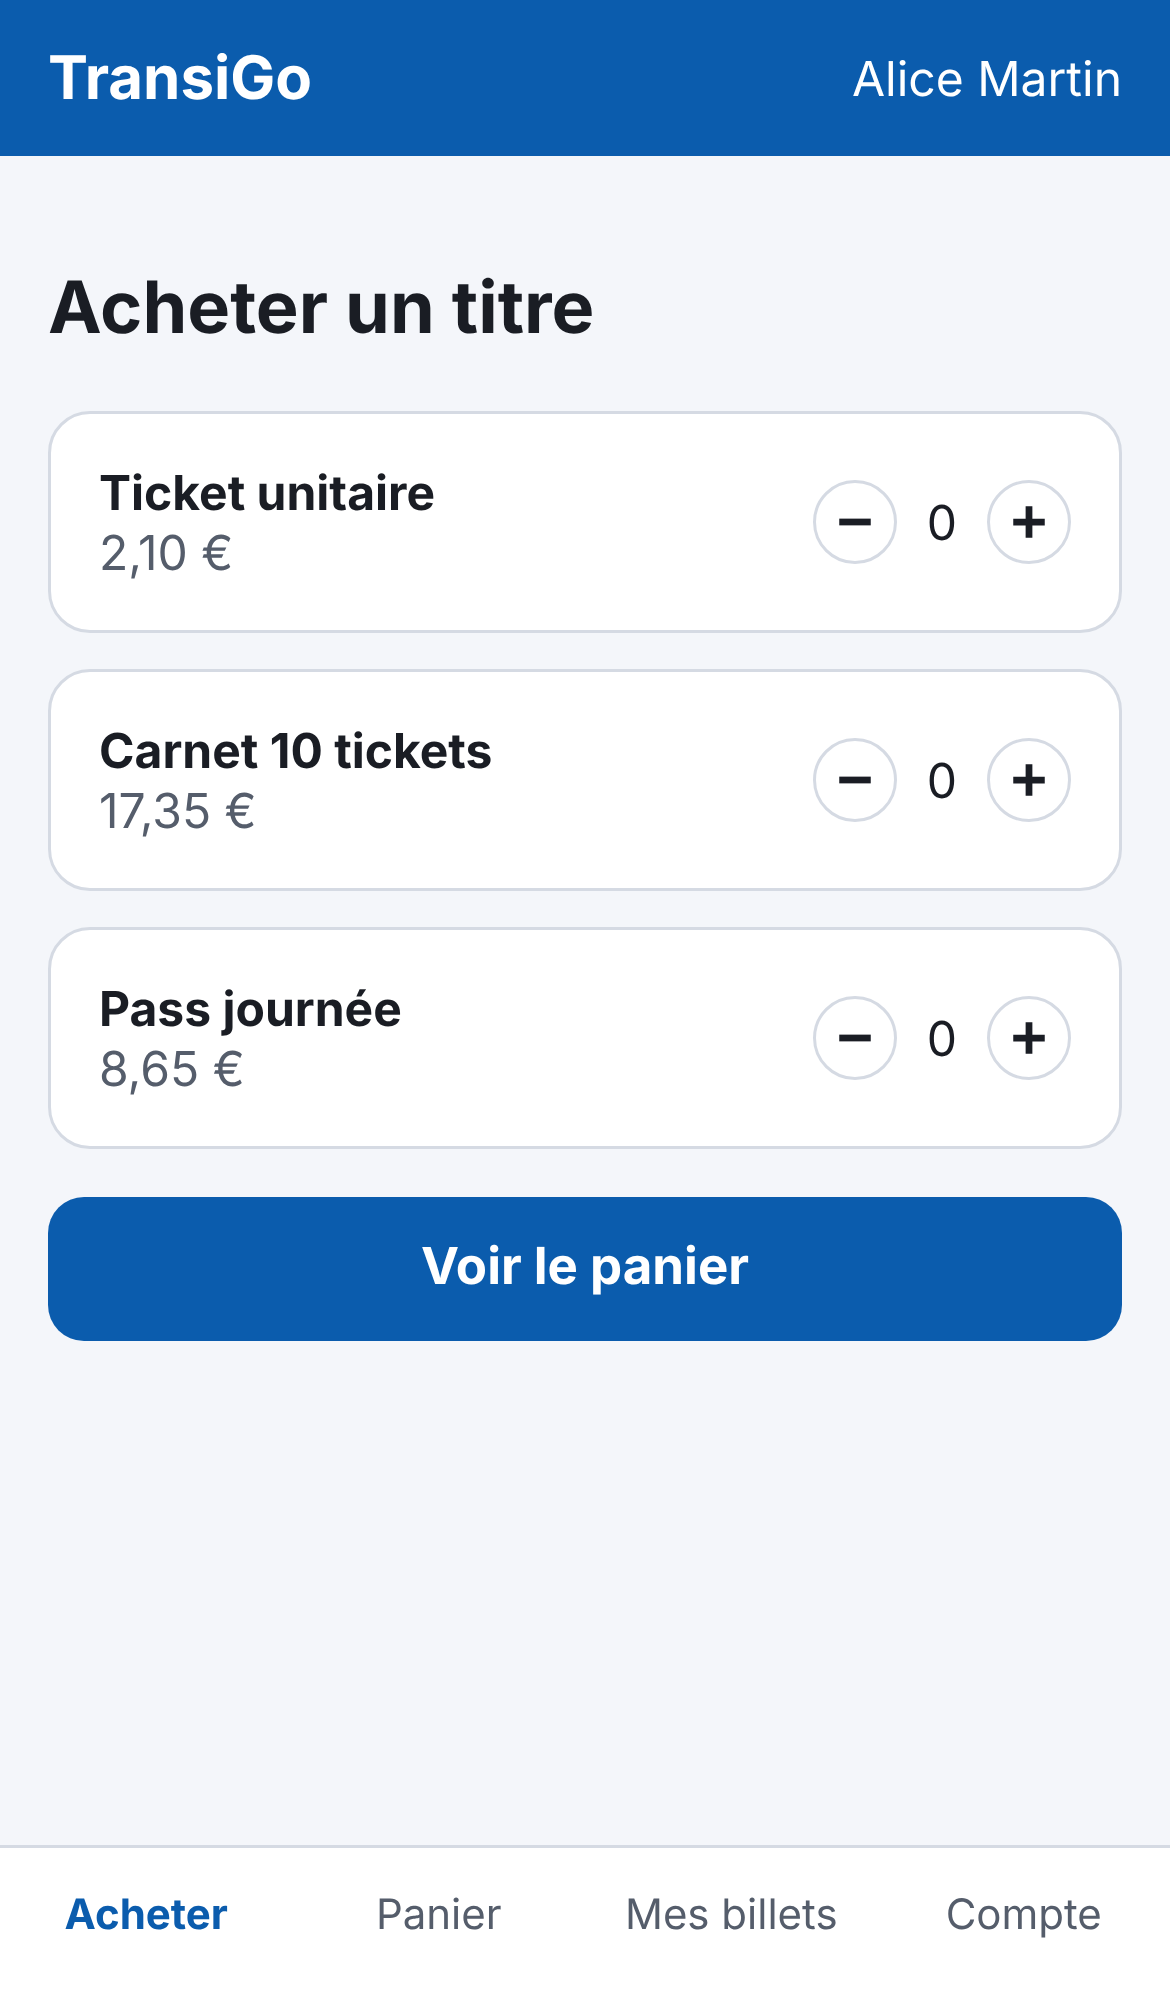 TransiGo
Alice Martin
Acheter un titre
Ticket unitaire
2,10 €
− 0 +
Carnet 10 tickets
17,35 €
− 0 +
Pass journée
8,65 €
− 0 +
Voir le panier
Acheter
Panier
Mes billets
Compte